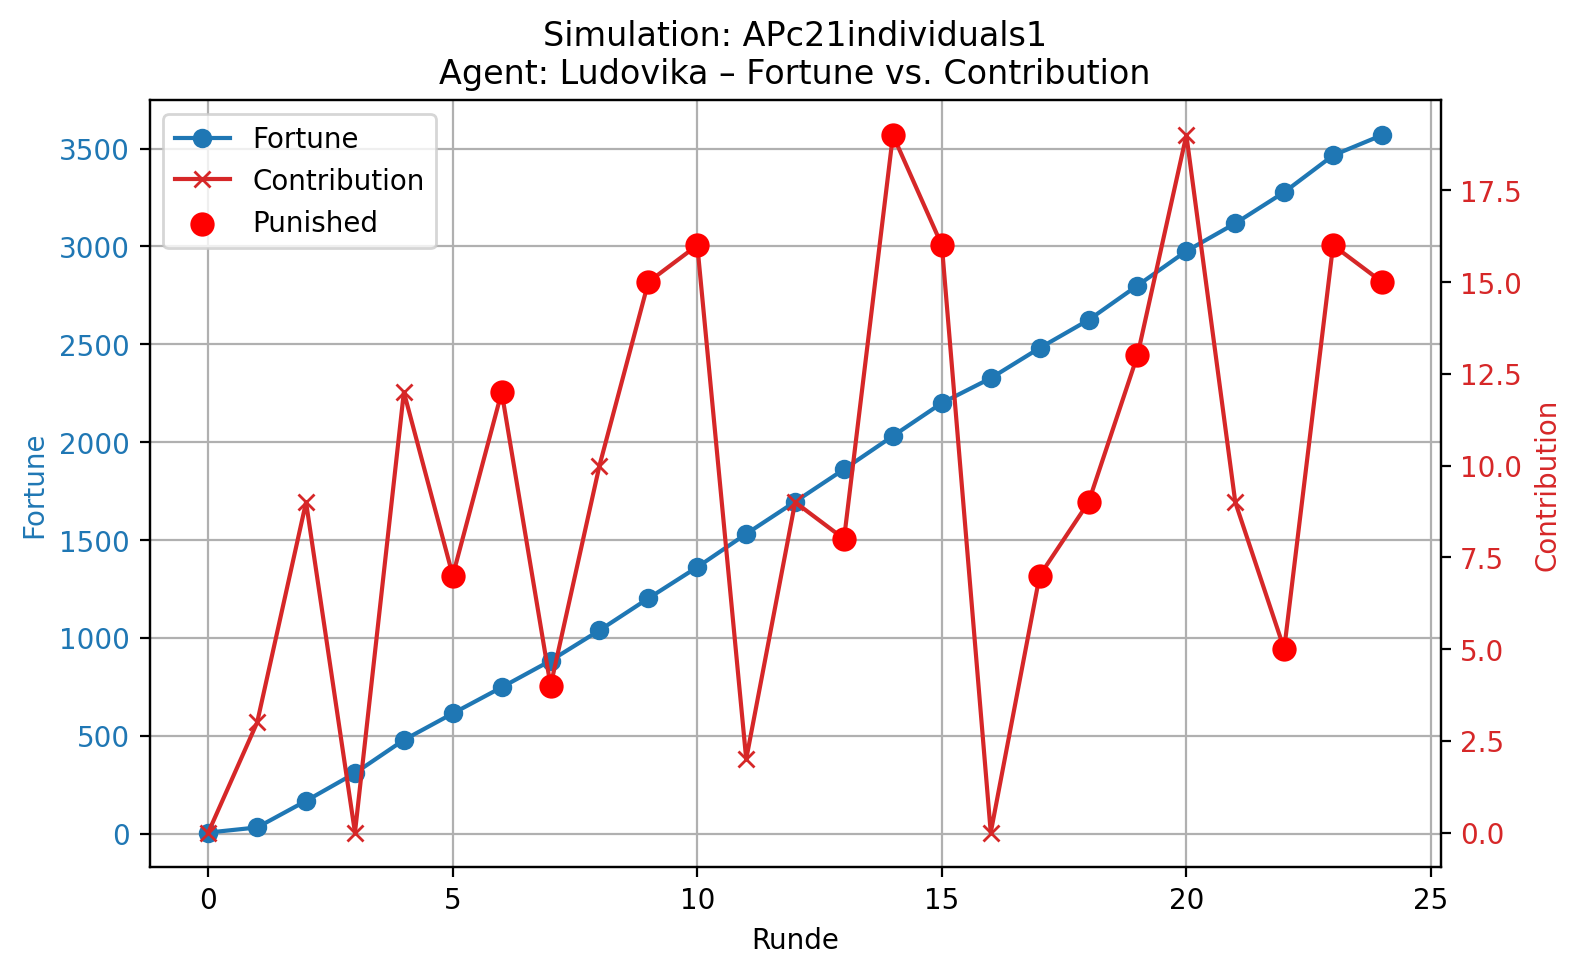 Simulation: APc21individuals1
Agent: Ludovika – Fortune vs. Contribution
Fortune
Contribution
Punished
3500
3000
2500
2000
1500
1000
500
0
Fortune
17.5
15.0
12.5
10.0
7.5
5.0
2.5
0.0
Contribution
0 5 10 15 20 25
Runde